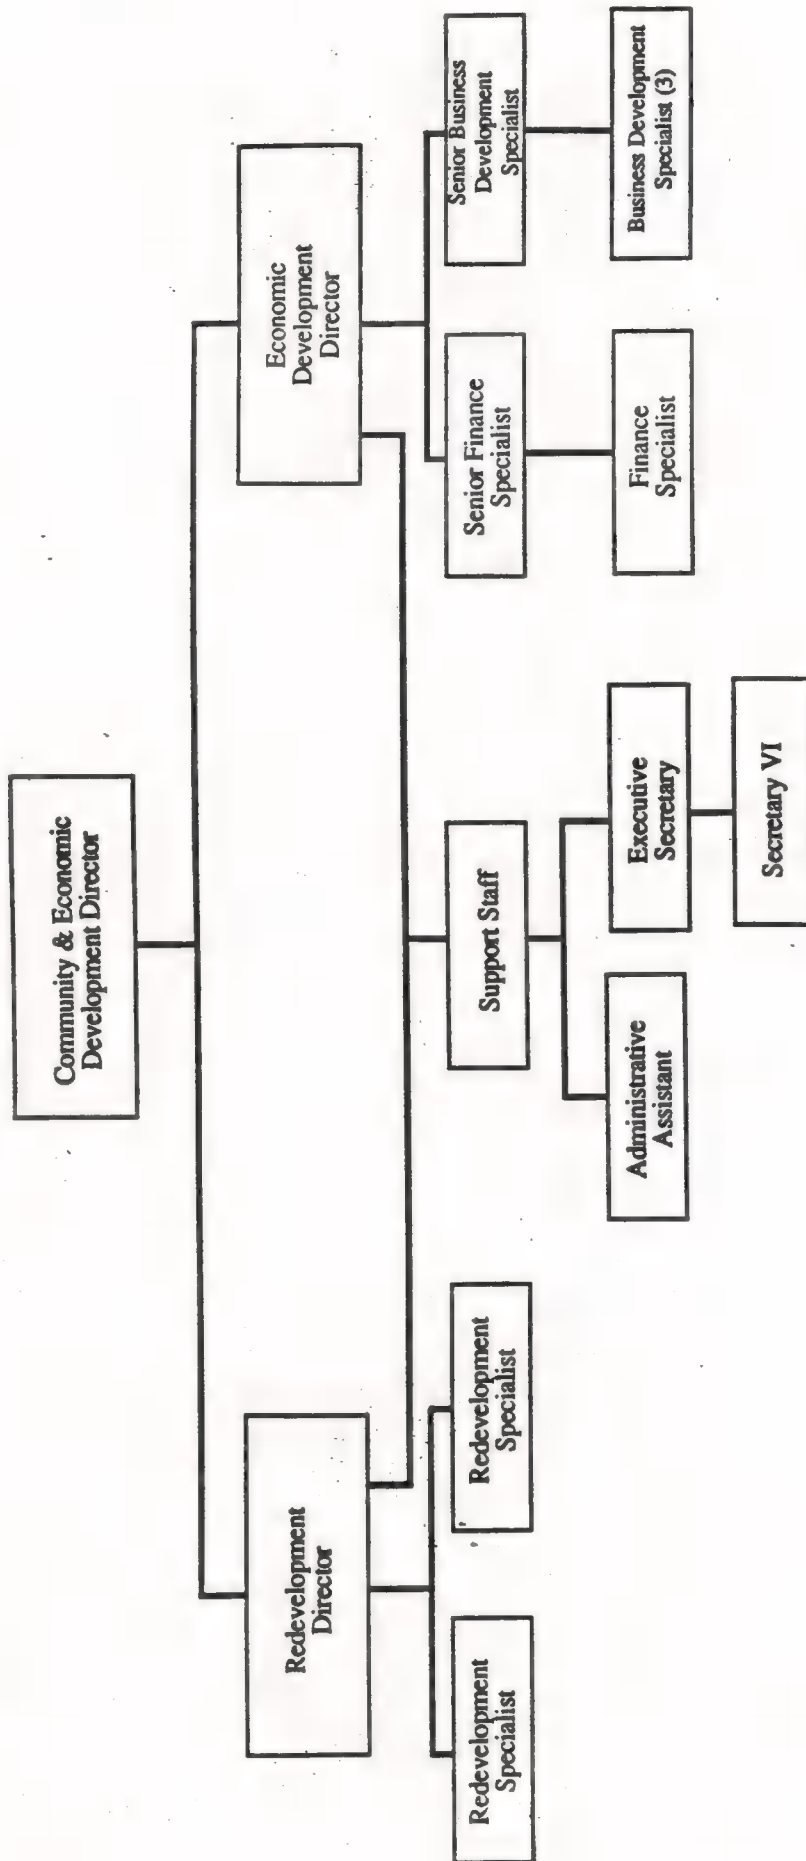 Community & Economic
Development Director
Redevelopment
Director
Economic
Development
Director
Redevelopment
Specialist
Redevelopment
Specialist
Support Staff
Senior Finance
Specialist
Senior Business
Development
Specialist
Administrative
Assistant
Executive
Secretary
Finance
Specialist
Business Development
Specialist (3)
Secretary VI